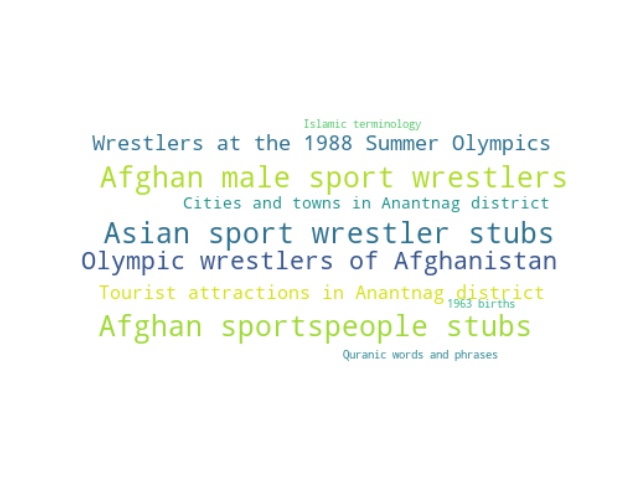 Islamic terminology
Wrestlers at the 1988 Summer Olympics
Afghan male sport wrestlers
Cities and towns in Anantnag district
Asian sport wrestler stubs
Olympic wrestlers of Afghanistan
Tourist attractions in Anantnag district
1963 births
Afghan sportspeople stubs
Quranic words and phrases